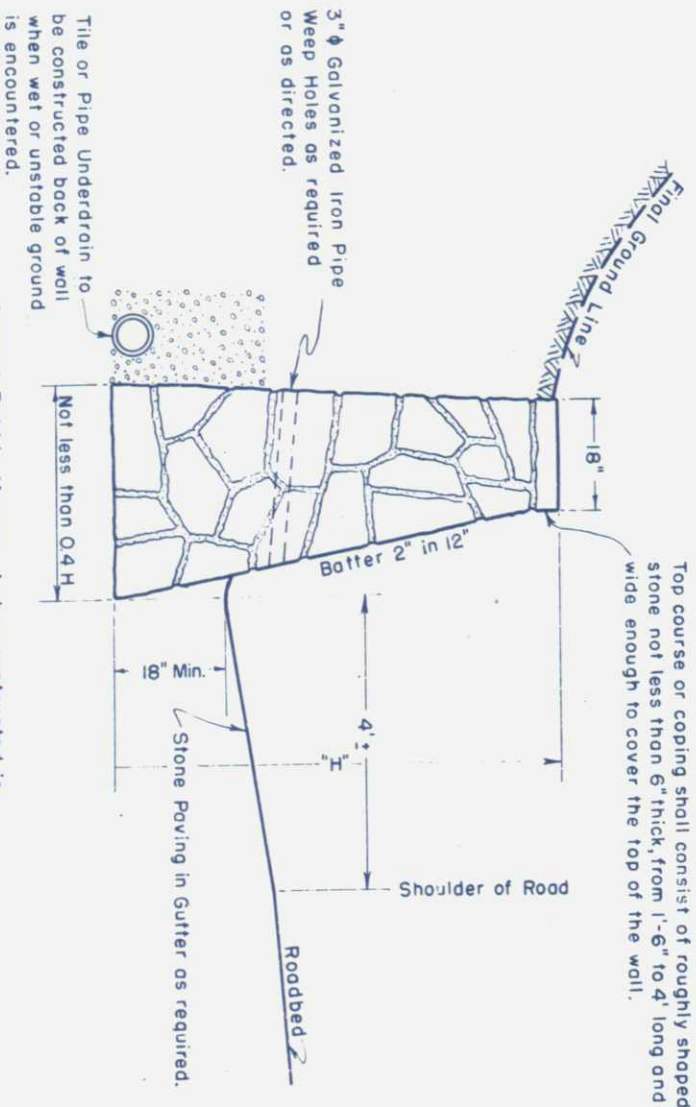 Top course or coping shall consist of roughly shaped
stone not less than 6" thick, from 1'-6" to 4' long and
wide enough to cover the top of the wall.
Final Ground Line
18"
3"ϕ Galvanized Iron Pipe
Weep Holes as required
or as directed.
Batter 2" in 12"
Shoulder of Road
4'±
"H"
Roadbed
18" Min.
Stone Paving in Gutter as required.
Not less than 0.4 H
Tile or Pipe Underdrain to
be constructed back of wall
when wet or unstable ground
is encountered.